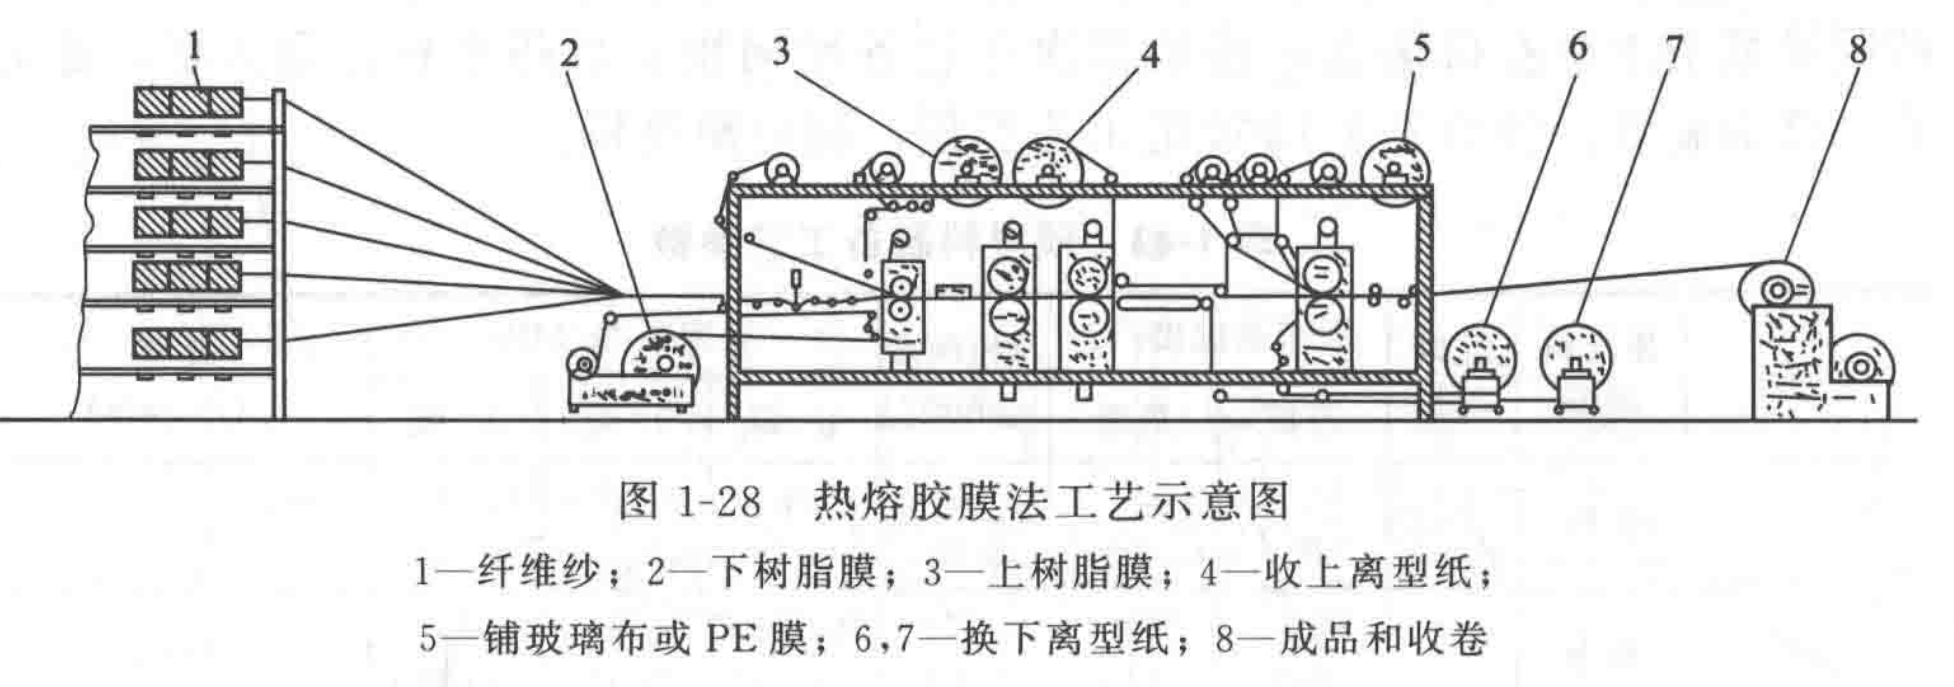 1 2 3 4 5 6 7 8
图 1-28 热熔胶膜法工艺示意图
1—纤维纱；2—下树脂膜；3—上树脂膜；4—收上离型纸；
5—铺玻璃布或 PE 膜；6,7—换下离型纸；8—成品和收卷